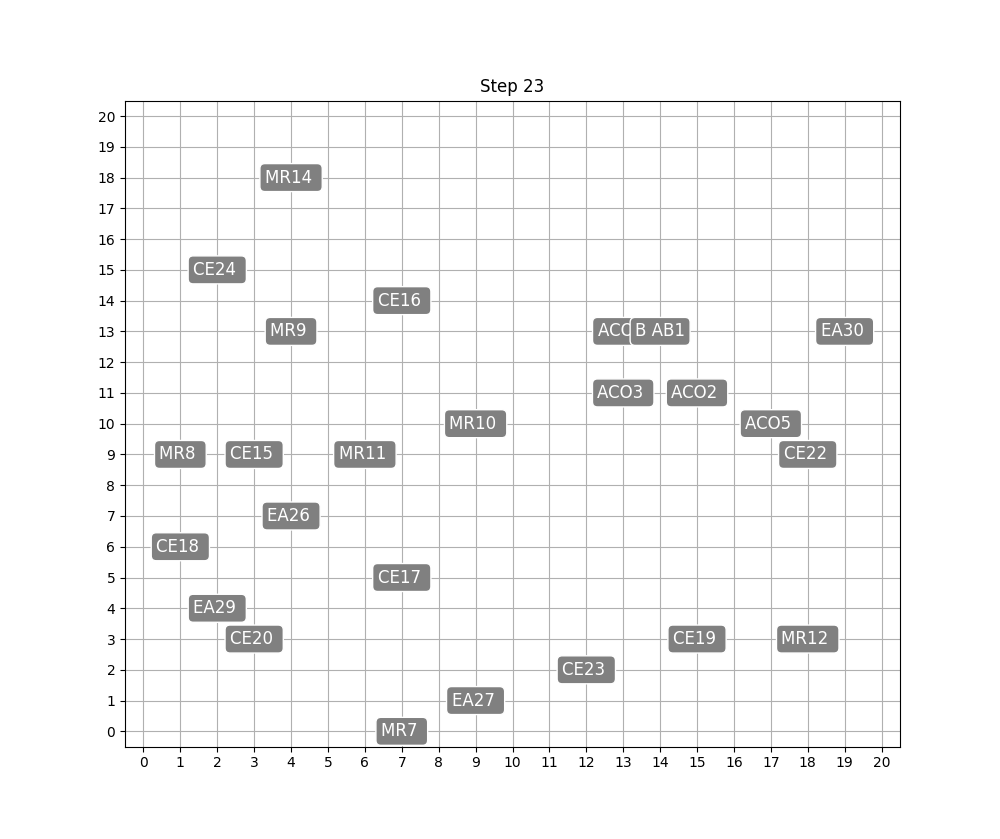 Step 23
20
19
18 MR14
17
16
15 CE24
14 CE16
13 MR9 B AB1 EA30
12
11 ACO3 ACO2
10 MR10 ACO5
9 MR8 CE15 MR11 CE22
8
7 EA26
6 CE18
5 CE17
4 EA29
3 CE20 CE19 MR12
2 CE23
1 EA27
0 MR7
0 1 2 3 4 5 6 7 8 9 10 11 12 13 14 15 16 17 18 19 20